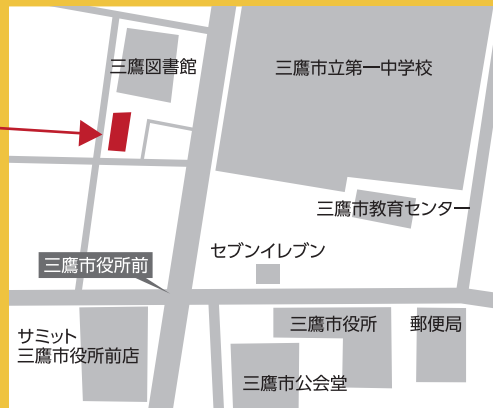 三鷹図書館
三鷹市立第一中学校
三鷹市教育センター
セブンイレブン
三鷹市役所前
三鷹市役所
郵便局
サミット
三鷹市役所前店
三鷹市公会堂